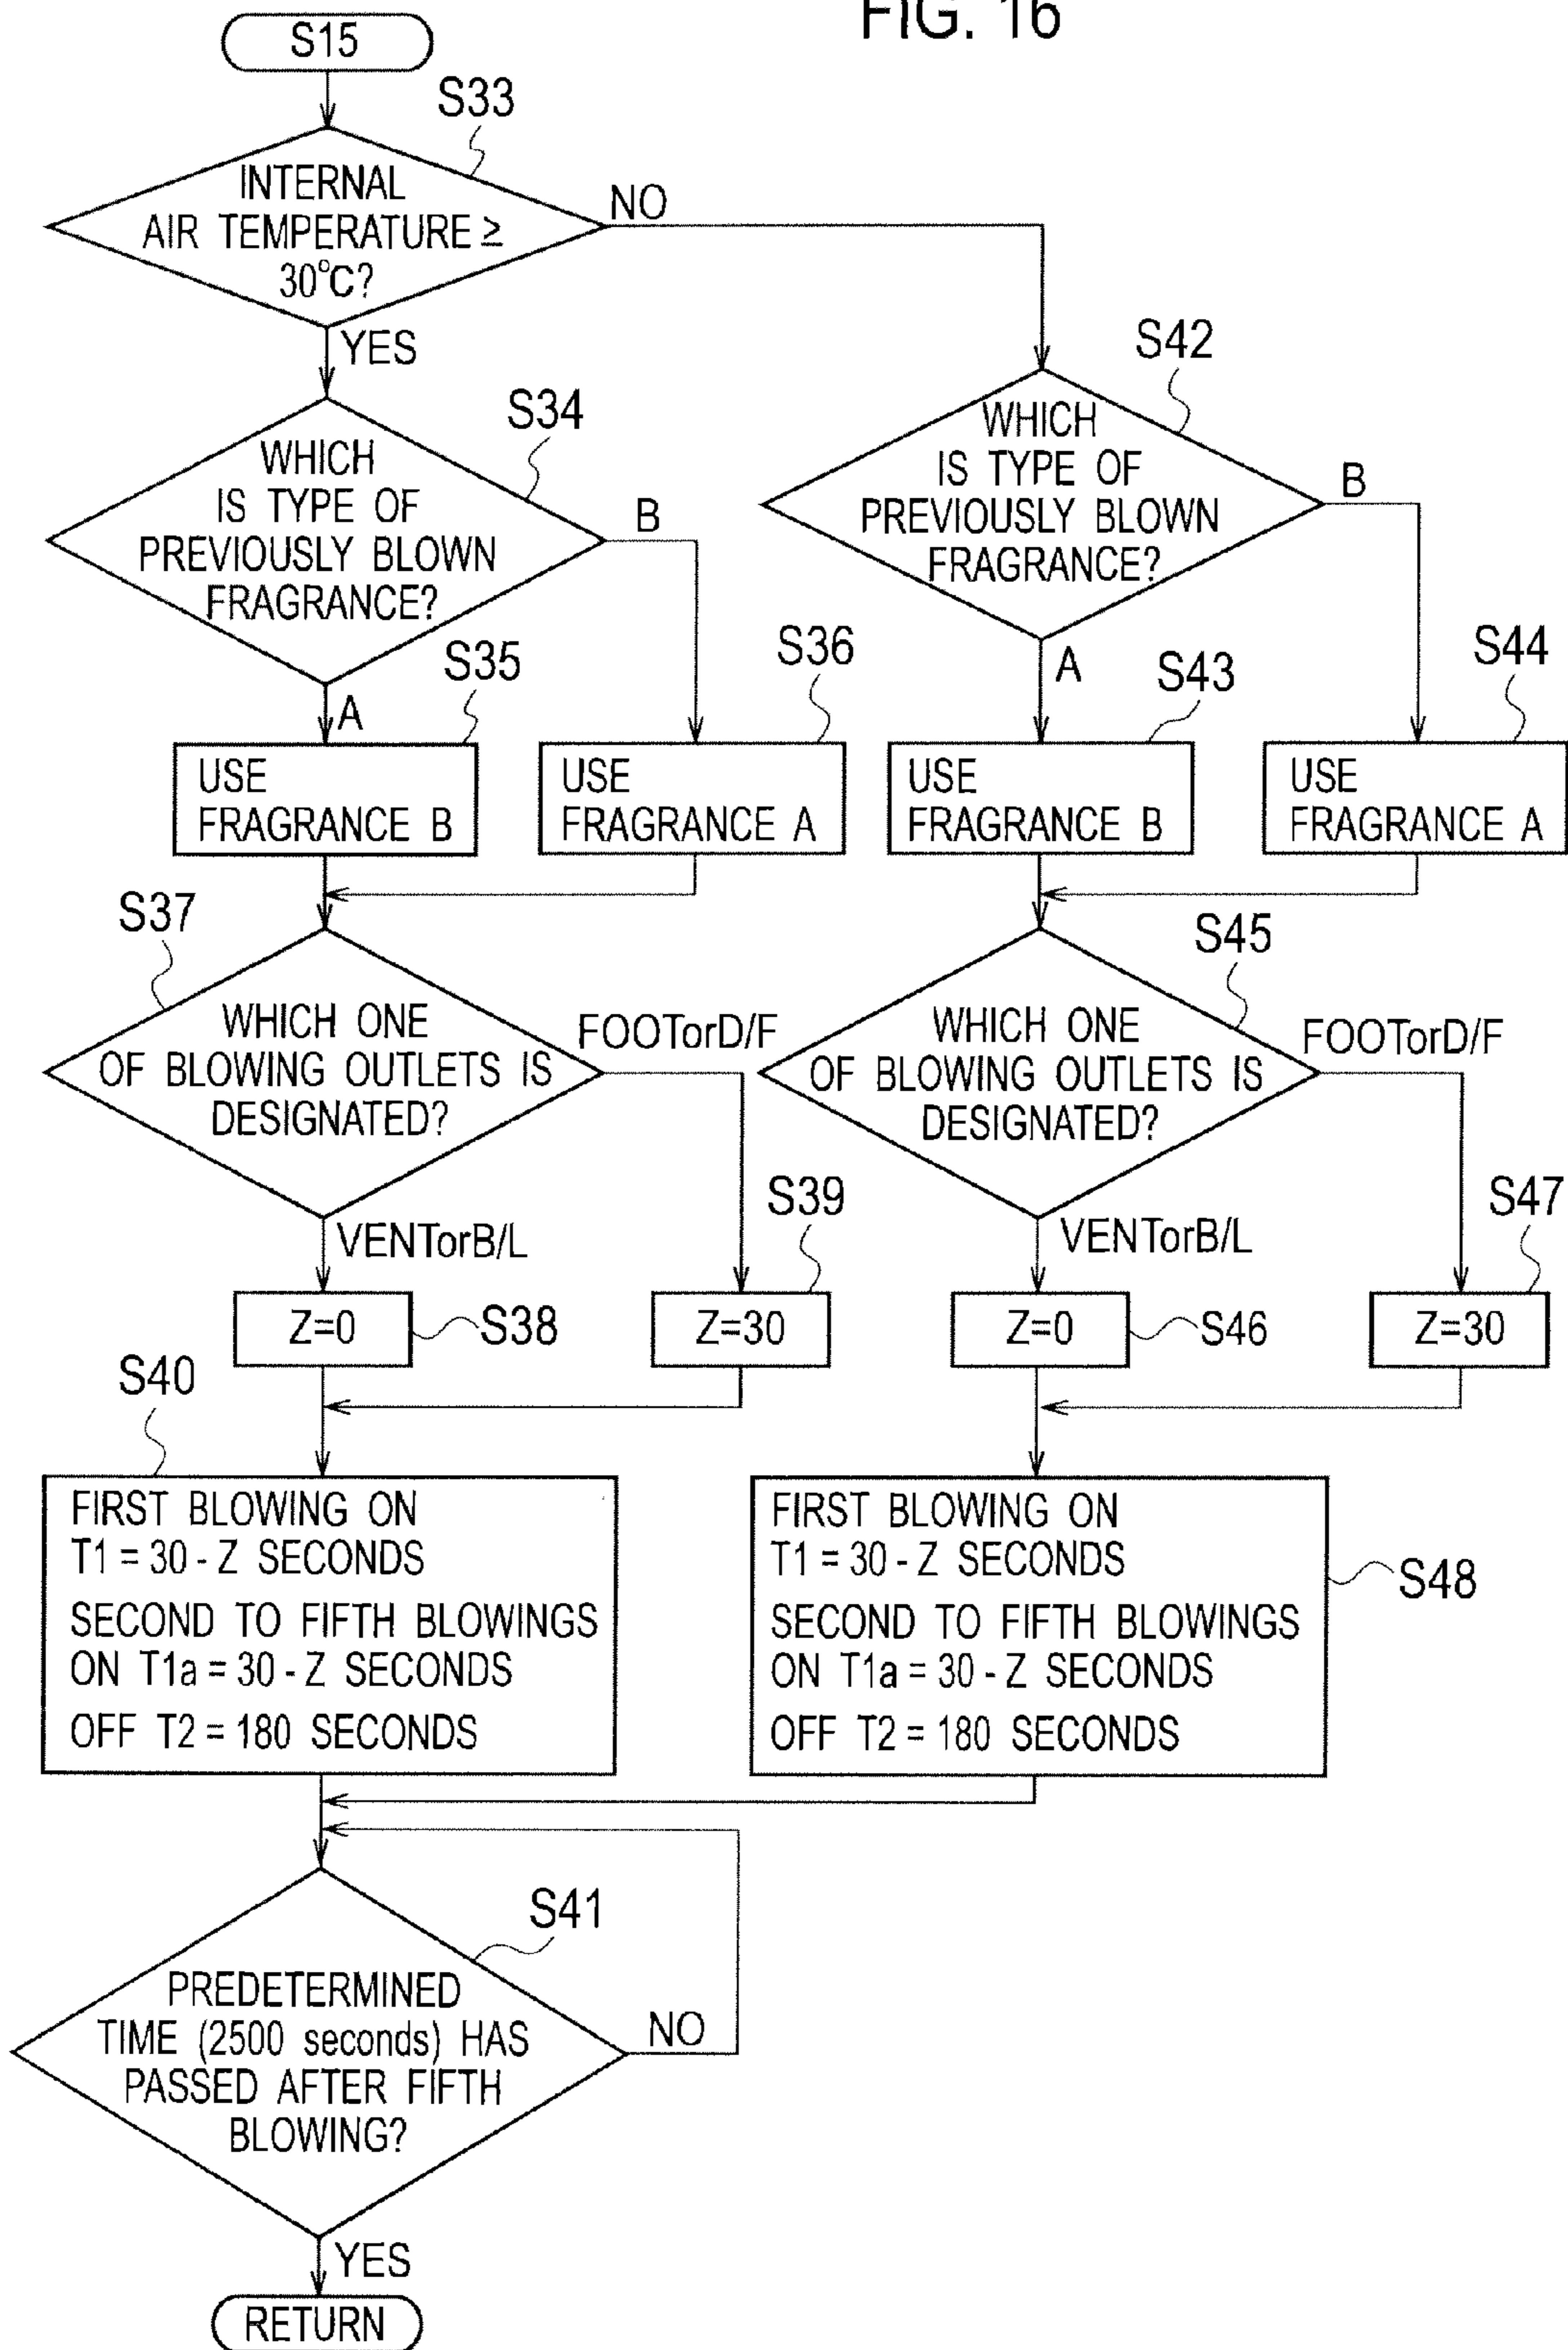 FIG. 16
S15
S33
INTERNAL
AIR TEMPERATURE ≥
30°C?
NO
YES
S34
WHICH
IS TYPE OF
PREVIOUSLY BLOWN
FRAGRANCE?
B
A
S42
WHICH
IS TYPE OF
PREVIOUSLY BLOWN
FRAGRANCE?
B
A
S35
USE
FRAGRANCE B
S36
USE
FRAGRANCE A
S43
USE
FRAGRANCE B
S44
USE
FRAGRANCE A
S37
WHICH ONE
OF BLOWING OUTLETS IS
DESIGNATED?
FOOTorD/F
VENTorB/L
S45
WHICH ONE
OF BLOWING OUTLETS IS
DESIGNATED?
FOOTorD/F
VENTorB/L
Z=0
S38
S39
Z=30
Z=0
S46
S47
Z=30
S40
FIRST BLOWING ON
T1 = 30 - Z SECONDS
SECOND TO FIFTH BLOWINGS
ON T1a = 30 - Z SECONDS
OFF T2 = 180 SECONDS
FIRST BLOWING ON
T1 = 30 - Z SECONDS
SECOND TO FIFTH BLOWINGS
ON T1a = 30 - Z SECONDS
OFF T2 = 180 SECONDS
S48
S41
PREDETERMINED
TIME (2500 seconds) HAS
PASSED AFTER FIFTH
BLOWING?
NO
YES
RETURN